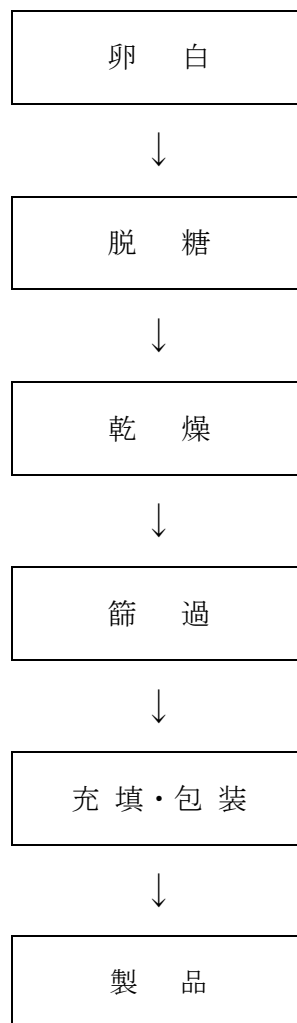 卵　白
↓
脱　糖
↓
乾　燥
↓
篩　過
↓
充 填・包 装
↓
製　品